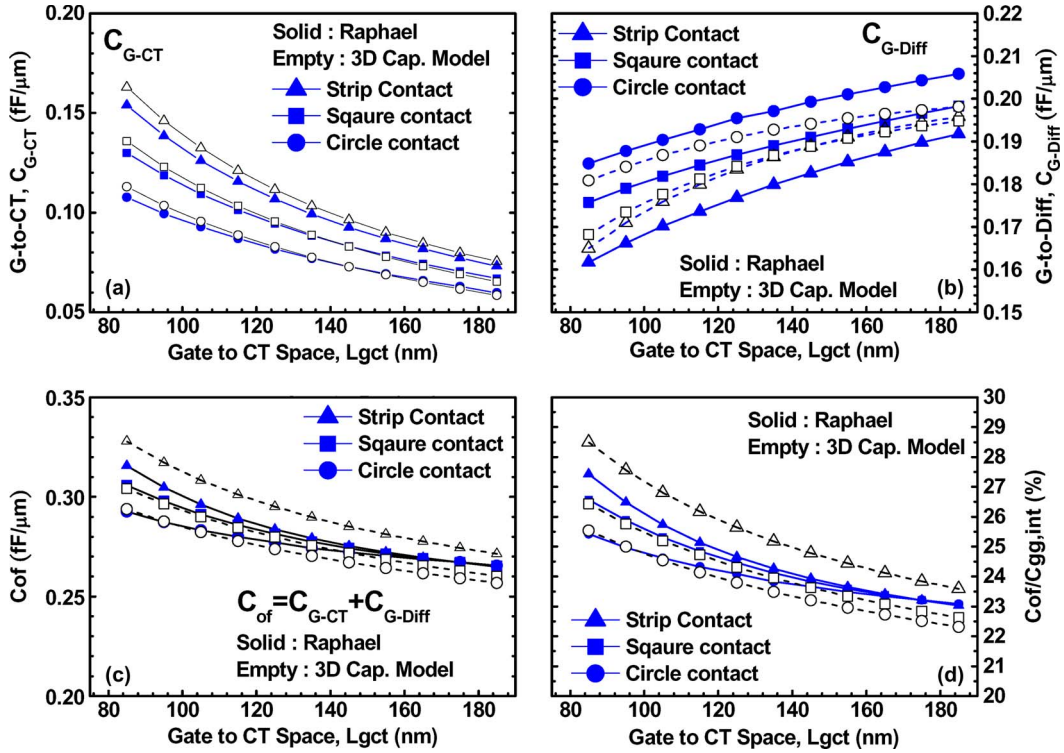 0.20
0.15
0.10
0.05
G-to-CT, C_G-CT (fF/μm)
C_G-CT
Solid : Raphael
Empty : 3D Cap. Model
Strip Contact
Sqaure contact
Circle contact
(a)
80 100 120 140 160 180
Gate to CT Space, Lgct (nm)
Strip Contact
Sqaure contact
Circle contact
C_G-Diff
Solid : Raphael
Empty : 3D Cap. Model
(b)
0.22
0.21
0.20
0.19
0.18
0.17
0.16
0.15
G-to-Diff, C_G-Diff (fF/μm)
80 100 120 140 160 180
Gate to CT Space, Lgct (nm)
0.35
0.30
0.25
0.20
Cof (fF/μm)
Strip Contact
Sqaure contact
Circle contact
C_of=C_G-CT+C_G-Diff
Solid : Raphael
Empty : 3D Cap. Model
(c)
80 100 120 140 160 180
Gate to CT Space, Lgct (nm)
Solid : Raphael
Empty : 3D Cap. Model
Strip Contact
Sqaure contact
Circle contact
(d)
30
29
28
27
26
25
24
23
22
21
20
Cof/Cgg,int (%)
80 100 120 140 160 180
Gate to CT Space, Lgct (nm)